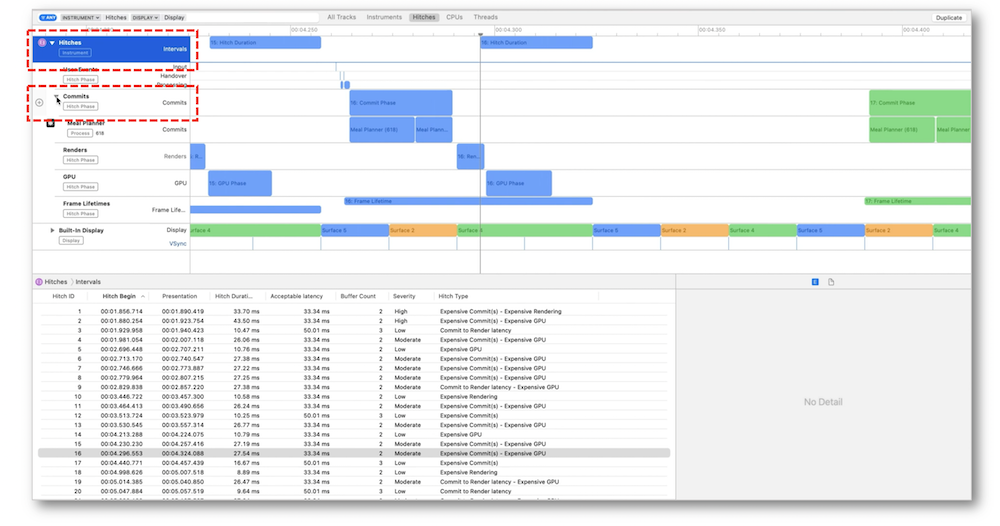 ANY INSTRUMENT Hitches DISPLAY Display All Tracks Instruments Hitches CPUs Threads Duplicate
00:04.250 00:04.300 00:04.350 00:04.400
Hitches
Instrument
Intervals
15: Hitch Duration 16: Hitch Duration
User Events
Hitch Phase
Input
Handover
Processing
Commits
Hitch Phase
Commits
16: Commit Phase 17: Commit Phase
Meal Planner
Process 818
Commits
Meal Planner (818) Meal Plann... Meal Planner (818) Meal Planner
Renders
Hitch Phase
Renders
16: Ren...
GPU
Hitch Phase
GPU
15: GPU Phase 16: GPU Phase
Frame Lifetimes
Hitch Phase
Frame Life...
16: Frame Lifetime 17: Frame Lifetime
Built-In Display
Display
Display
VSync
Surface 4 Surface 5 Surface 2 Surface 4 Surface 5 Surface 2 Surface 4 Surface 5 Surface 2 Surface 4
Hitches Intervals
E
Hitch ID Hitch Begin Presentation Hitch Durati... Acceptable latency Buffer Count Severity Hitch Type
1 00:01.856.714 00:01.890.419 33.70 ms 33.34 ms 2 High Expensive Commit(s) - Expensive Rendering
2 00:01.880.254 00:01.923.754 43.50 ms 33.34 ms 2 High Expensive Commit(s) - Expensive GPU
3 00:01.929.958 00:01.940.423 10.47 ms 50.01 ms 3 Low Commit to Render latency
4 00:01.981.054 00:02.007.118 26.06 ms 33.34 ms 2 Moderate Expensive Commit(s) - Expensive GPU
5 00:02.696.448 00:02.707.211 10.76 ms 33.34 ms 2 Low Expensive GPU
6 00:02.713.170 00:02.740.547 27.38 ms 33.34 ms 2 Moderate Expensive Commit(s) - Expensive GPU
7 00:02.746.666 00:02.773.887 27.22 ms 33.34 ms 2 Moderate Expensive Commit(s) - Expensive GPU
8 00:02.779.964 00:02.807.215 27.25 ms 33.34 ms 2 Moderate Expensive Commit(s) - Expensive GPU
9 00:02.829.838 00:02.857.220 27.38 ms 33.34 ms 2 Moderate Commit to Render latency - Expensive GPU
10 00:03.446.722 00:03.457.300 10.58 ms 33.34 ms 2 Low Expensive Rendering
11 00:03.464.413 00:03.490.656 26.24 ms 33.34 ms 2 Moderate Expensive Commit(s) - Expensive GPU
12 00:03.513.724 00:03.523.979 10.25 ms 50.01 ms 3 Low Expensive Commit(s)
13 00:03.530.545 00:03.557.314 26.77 ms 33.34 ms 2 Moderate Expensive Commit(s) - Expensive GPU
14 00:04.213.288 00:04.224.075 10.79 ms 33.34 ms 2 Low Expensive GPU
15 00:04.230.230 00:04.257.416 27.19 ms 33.34 ms 2 Moderate Expensive Commit(s) - Expensive GPU
16 00:04.296.553 00:04.324.088 27.54 ms 33.34 ms 2 Moderate Expensive Commit(s) - Expensive GPU
17 00:04.440.771 00:04.457.439 16.67 ms 50.01 ms 3 Low Expensive Commit(s)
18 00:04.998.626 00:05.007.518 8.89 ms 33.34 ms 2 Low Expensive Rendering
19 00:05.014.385 00:05.040.850 26.47 ms 33.34 ms 2 Moderate Commit to Render latency - Expensive GPU
20 00:05.047.884 00:05.057.519 9.64 ms 50.01 ms 3 Low Commit to Render latency
No Detail